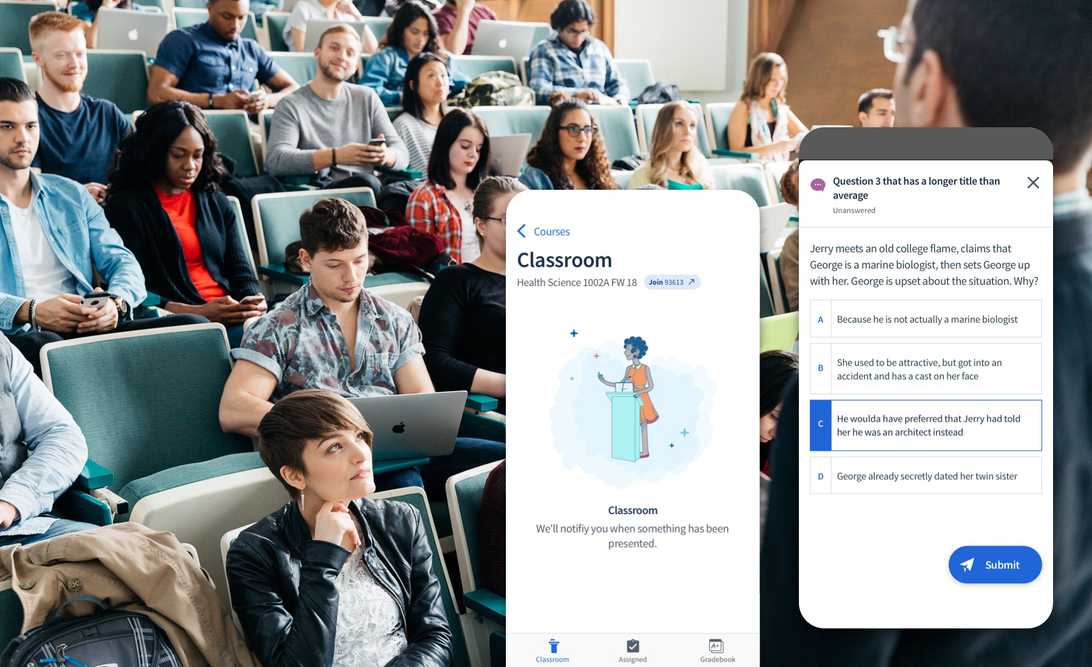 Courses
Classroom
Health Science 1002A FW 18
Join 93613
Classroom
We'll notifiy you when something has been
presented.
Classroom
Assigned
A+
Gradebook
Question 3 that has a longer title than
average
Unanswered
Jerry meets an old college flame, claims that
George is a marine biologist, then sets George up
with her. George is upset about the situation. Why?
A
Because he is not actually a marine biologist
B
She used to be attractive, but got into an
accident and has a cast on her face
C
He woulda have preferred that Jerry had told
her he was an architect instead
D
George already secretly dated her twin sister
Submit